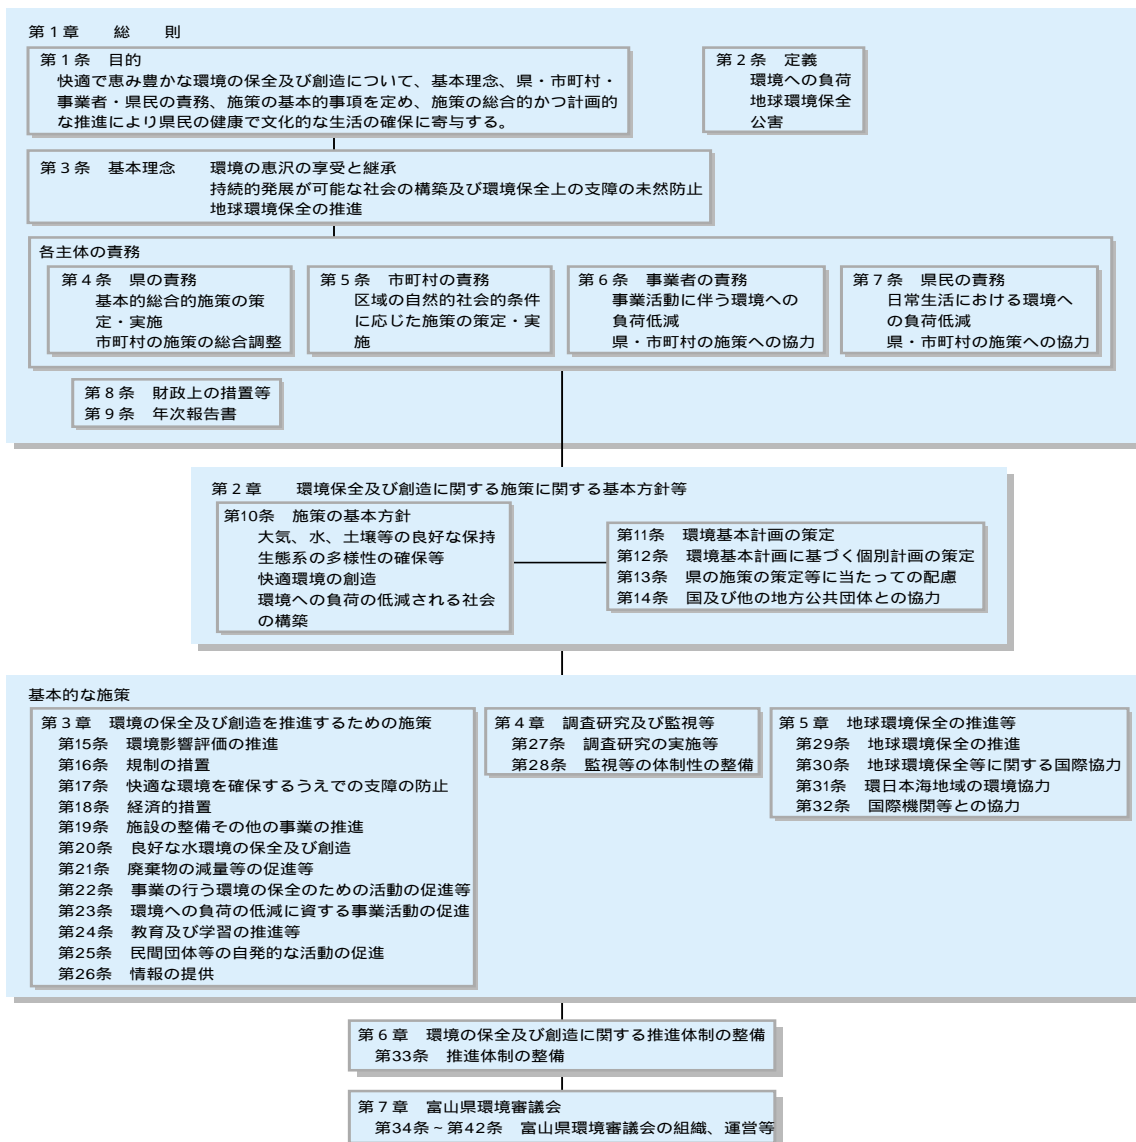 第１章　　総　　則
第１条　目的
快適で恵み豊かな環境の保全及び創造について、基本理念、県・市町村・
事業者・県民の責務、施策の基本的事項を定め、施策の総合的かつ計画的
な推進により県民の健康で文化的な生活の確保に寄与する。
第２条　定義
環境への負荷
地球環境保全
公害
第３条　基本理念　　環境の恵沢の享受と継承
持続的発展が可能な社会の構築及び環境保全上の支障の未然防止
地球環境保全の推進
各主体の責務
第４条　県の責務
基本的総合的施策の策
定・実施
市町村の施策の総合調整
第５条　市町村の責務
区域の自然的社会的条件
に応じた施策の策定・実
施
第６条　事業者の責務
事業活動に伴う環境への
負荷低減
県・市町村の施策への協力
第７条　県民の責務
日常生活における環境へ
の負荷低減
県・市町村の施策への協力
第８条　財政上の措置等
第９条　年次報告書
第２章　　環境保全及び創造に関する施策に関する基本方針等
第10条　施策の基本方針
大気、水、土壌等の良好な保持
生態系の多様性の確保等
快適環境の創造
環境への負荷の低減される社会
の構築
第11条　環境基本計画の策定
第12条　環境基本計画に基づく個別計画の策定
第13条　県の施策の策定等に当たっての配慮
第14条　国及び他の地方公共団体との協力
基本的な施策
第３章　環境の保全及び創造を推進するための施策
第15条　環境影響評価の推進
第16条　規制の措置
第17条　快適な環境を確保するうえでの支障の防止
第18条　経済的措置
第19条　施設の整備その他の事業の推進
第20条　良好な水環境の保全及び創造
第21条　廃棄物の減量等の促進等
第22条　事業の行う環境の保全のための活動の促進等
第23条　環境への負荷の低減に資する事業活動の促進
第24条　教育及び学習の推進等
第25条　民間団体等の自発的な活動の促進
第26条　情報の提供
第４章　調査研究及び監視等
第27条　調査研究の実施等
第28条　監視等の体制性の整備
第５章　地球環境保全の推進等
第29条　地球環境保全の推進
第30条　地球環境保全等に関する国際協力
第31条　環日本海地域の環境協力
第32条　国際機関等との協力
第６章　環境の保全及び創造に関する推進体制の整備
第33条　推進体制の整備
第７章　富山県環境審議会
第34条～第42条　富山県環境審議会の組織、運営等